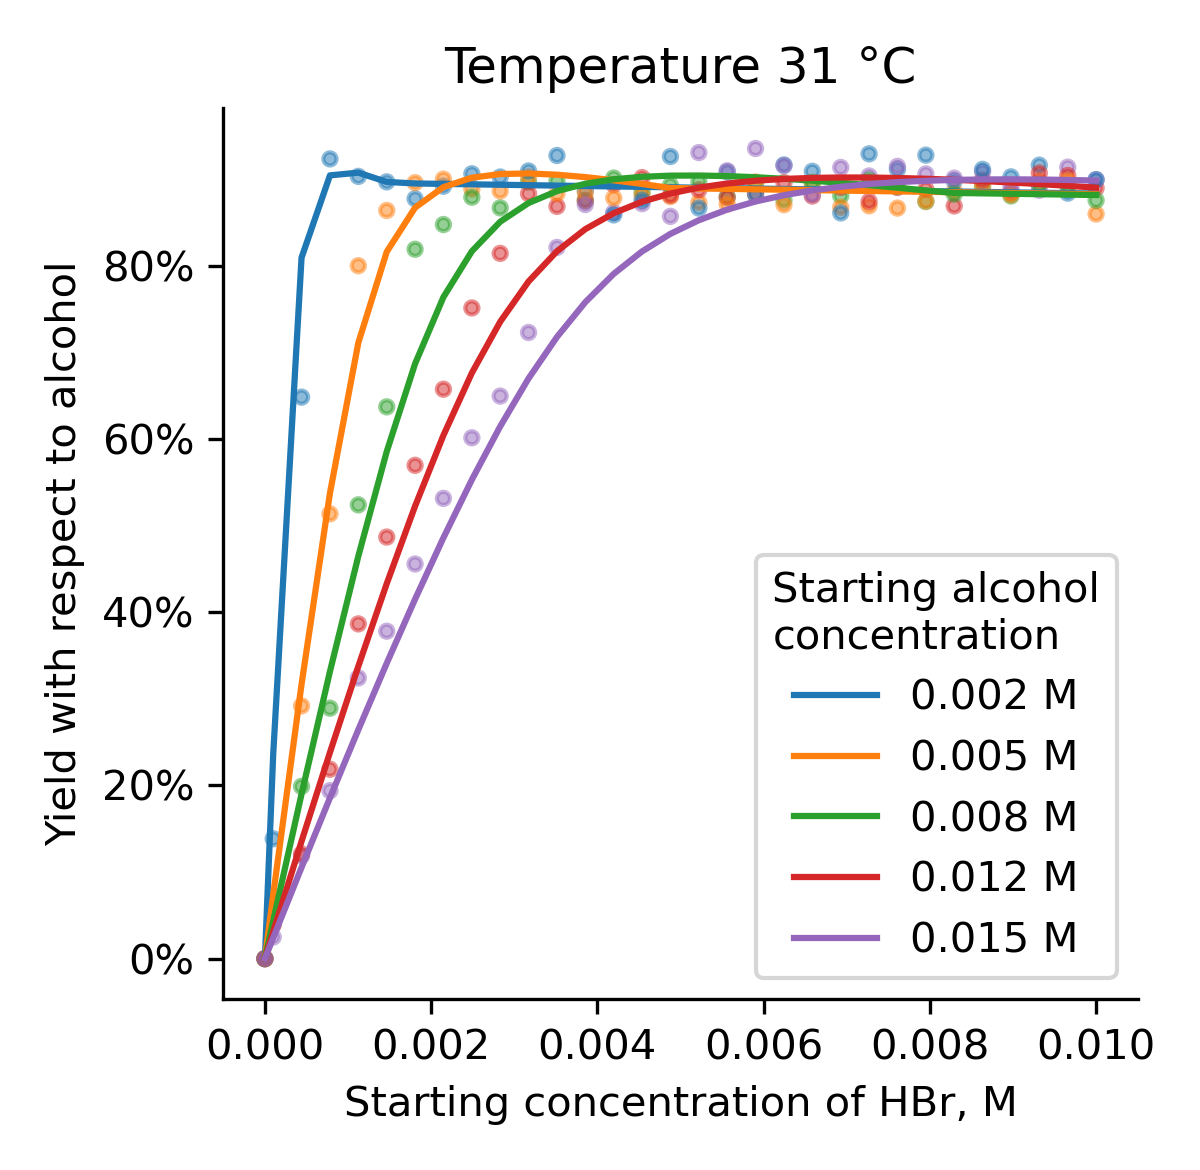 Temperature 31 °C
Yield with respect to alcohol
80%
60%
40%
20%
0%
Starting alcohol
concentration
0.002 M
0.005 M
0.008 M
0.012 M
0.015 M
0.000 0.002 0.004 0.006 0.008 0.010
Starting concentration of HBr, M